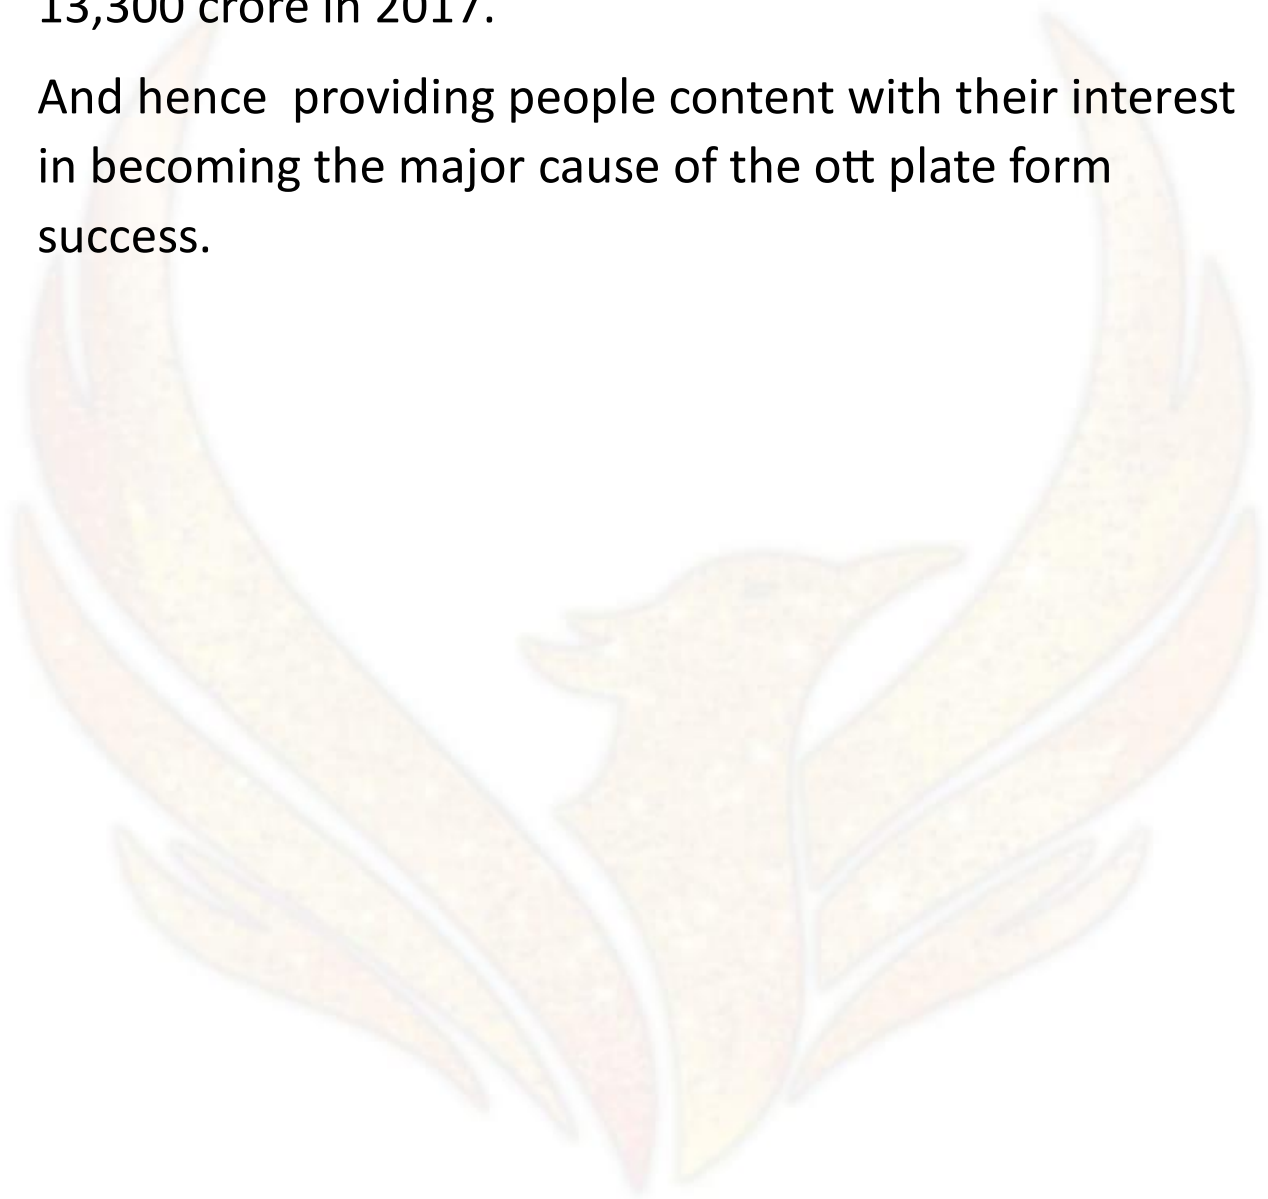 13,300 crore in 2017.
And hence  providing people content with their interest
in becoming the major cause of the ott plate form
success.